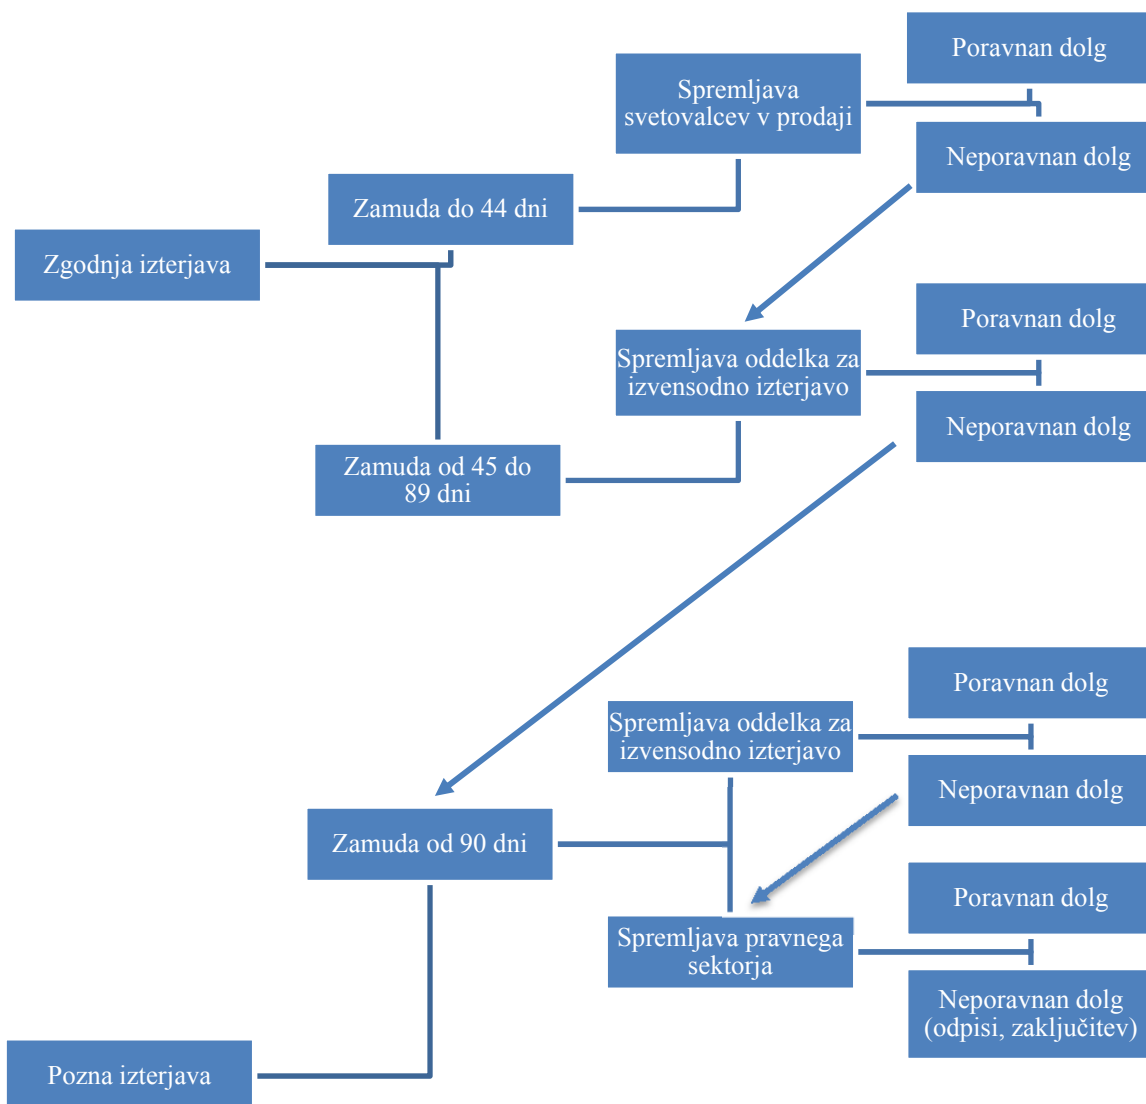 Poravnan dolg
Spremljava
svetovalcev v prodaji
Neporavnan dolg
Zamuda do 44 dni
Zgodnja izterjava
Poravnan dolg
Spremljava oddelka za
izvensodno izterjavo
Neporavnan dolg
Zamuda od 45 do
89 dni
Poravnan dolg
Spremljava oddelka za
izvensodno izterjavo
Neporavnan dolg
Zamuda od 90 dni
Poravnan dolg
Spremljava pravnega
sektorja
Neporavnan dolg
(odpisi, zaključitev)
Pozna izterjava